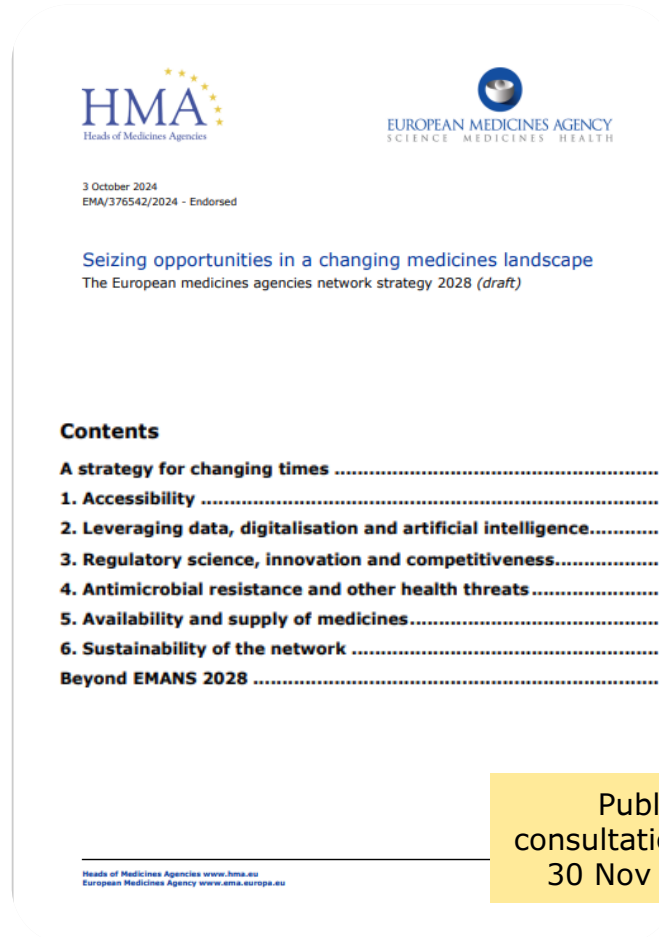 HMA
Heads of Medicines Agencies
EUROPEAN MEDICINES AGENCY
SCIENCE MEDICINES HEALTH
3 October 2024
EMA/376542/2024 - Endorsed
Seizing opportunities in a changing medicines landscape
The European medicines agencies network strategy 2028 (draft)
Contents
A strategy for changing times ................................................
1. Accessibility ................................................................
2. Leveraging data, digitalisation and artificial intelligence............
3. Regulatory science, innovation and competitiveness..................
4. Antimicrobial resistance and other health threats .....................
5. Availability and supply of medicines.......................................
6. Sustainability of the network ................................................
Beyond EMANS 2028 ..............................................................
Publ
consultati
30 Nov
Heads of Medicines Agencies www.hma.eu
European Medicines Agency www.ema.europa.eu